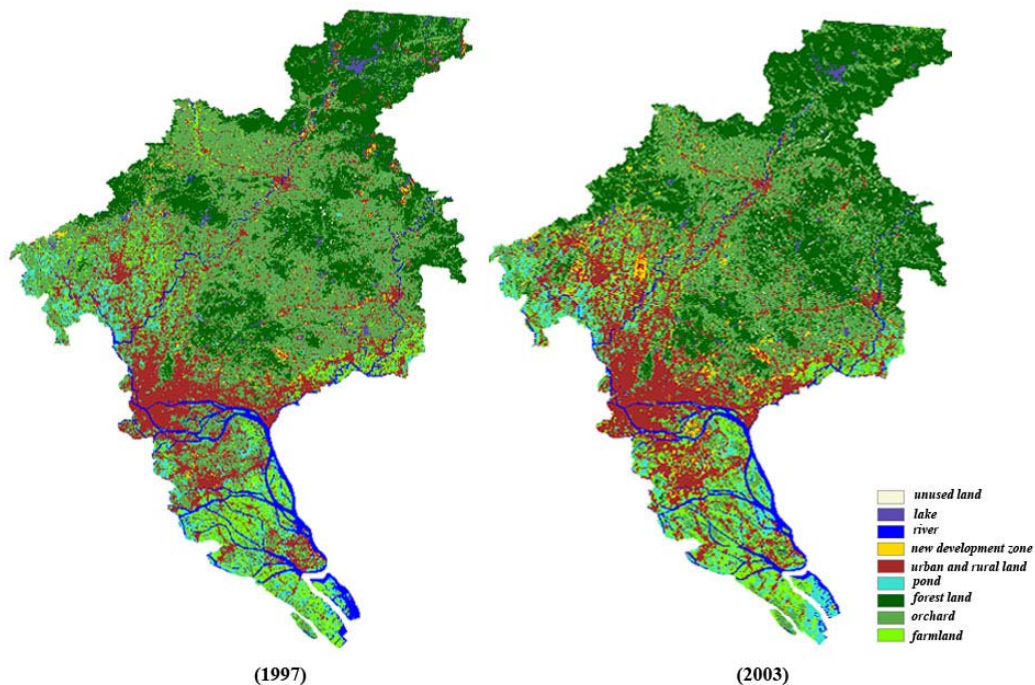 unused land
lake
river
new development zone
urban and rural land
pond
forest land
orchard
farmland
(1997)
(2003)